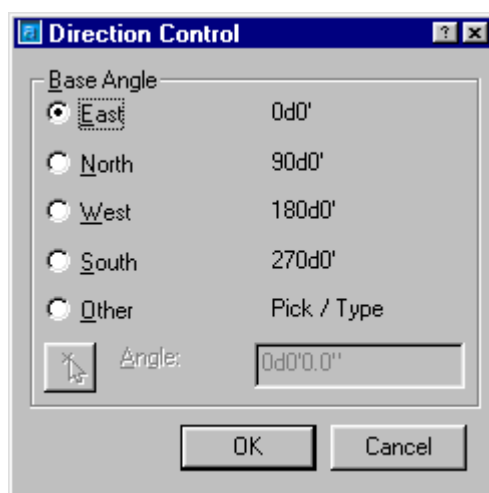 Direction Control
Base Angle
East 0d0'
North 90d0'
West 180d0'
South 270d0'
Other Pick / Type
Angle: 0d0'0.0"
OK Cancel